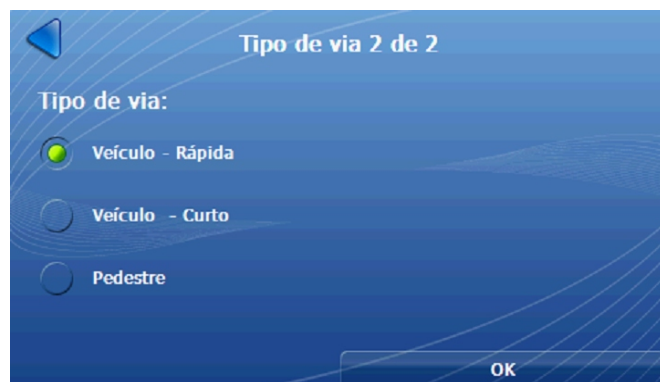 Tipo de via 2 de 2
Tipo de via:
Veículo - Rápida
Veículo - Curto
Pedestre
OK